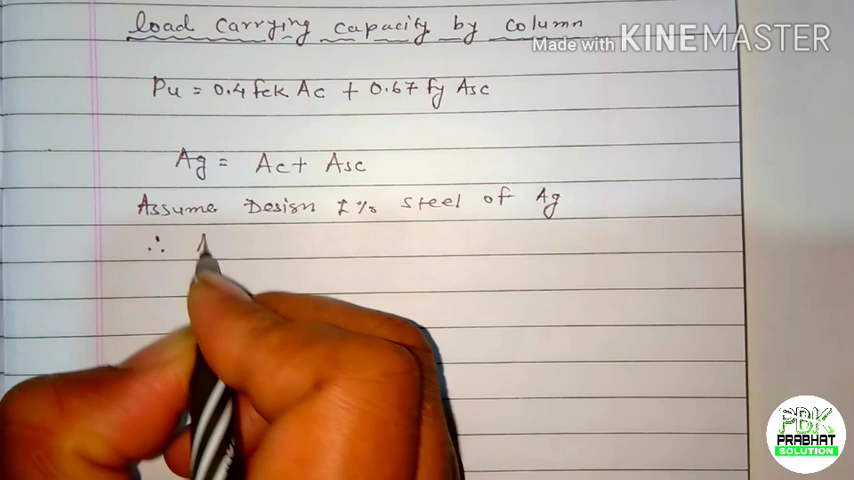 load carrying capacity by column
Made with KINEMASTER
Pu = 0.4 fck Ac + 0.67 fy Asc
Ag = Ac + Asc
Assume Design 1% steel of Ag
∴ A
PBK
PRABHAT
SOLUTION